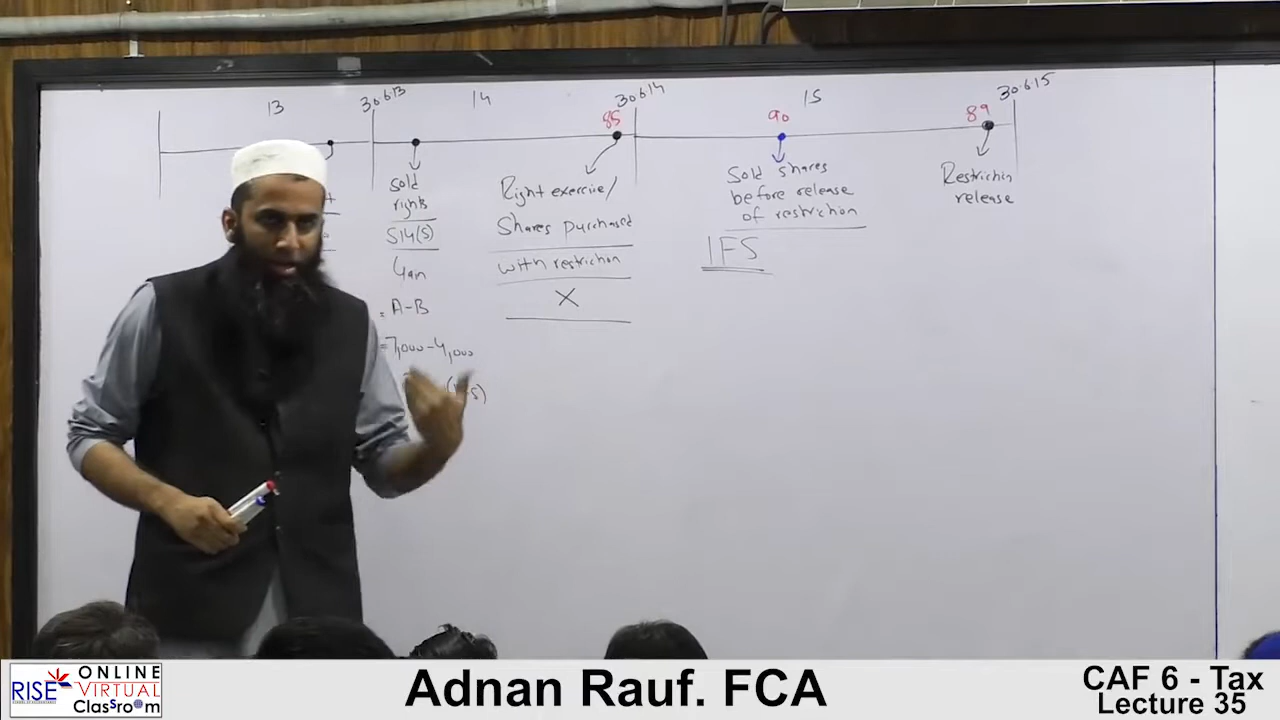 13
30 6 13
14
30 6 14
15
30 6 15
85
90
89
Sold
rights
S14(5)
Gain
= A-B
=7,000-4,000
Right exercise/
Shares purchased
with restriction
X
Sold shares
before release
of restriction
IFS
Restriction
release
RISE
ONLINE
VIRTUAL
ClassroOm
Adnan Rauf. FCA
CAF 6 - Tax
Lecture 35